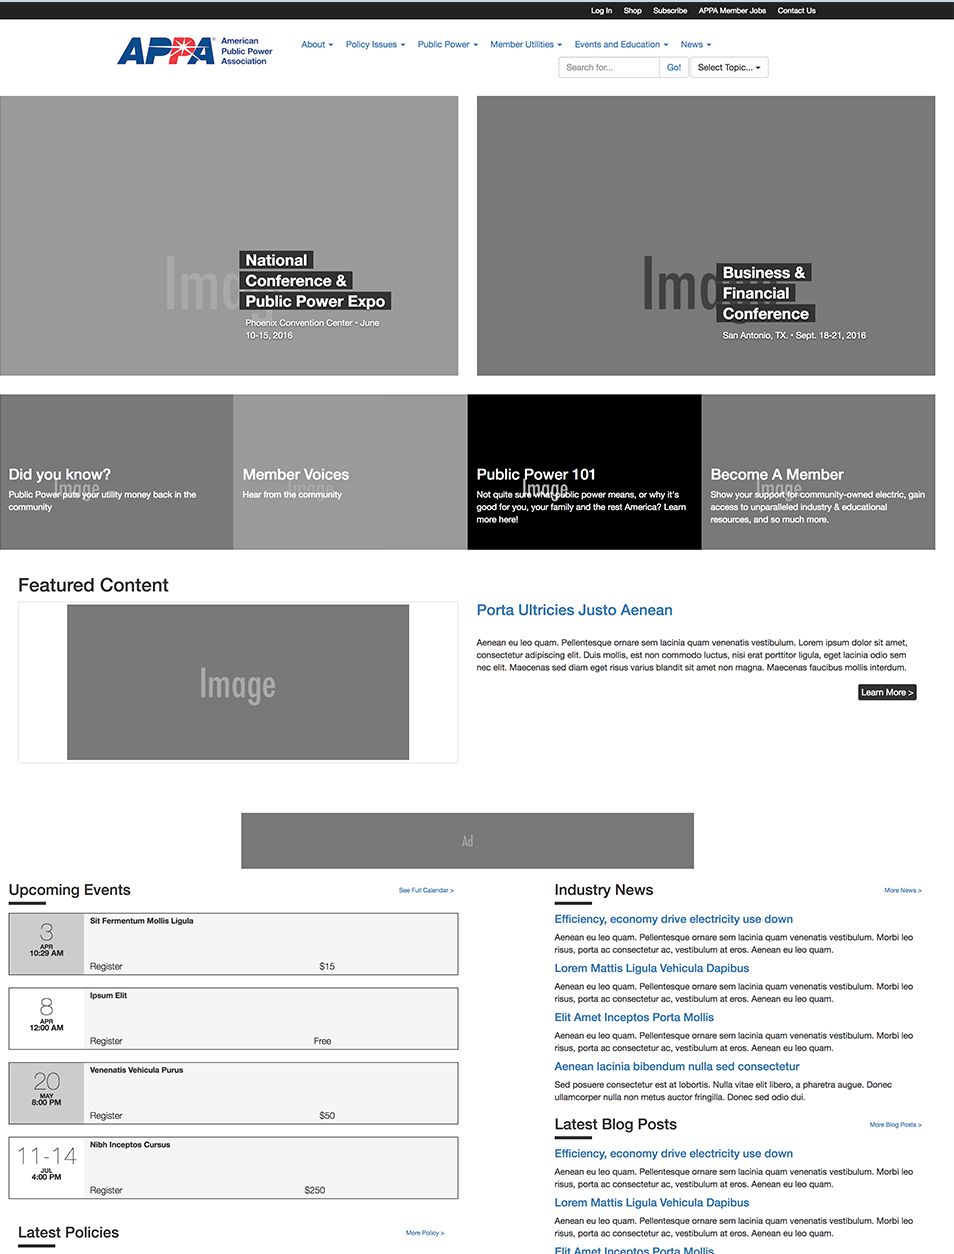 Log In Shop Subscribe APPA Member Jobs Contact Us
APPA
American
Public Power
Association
About Policy Issues Public Power Member Utilities Events and Education News
Search for... Go! Select Topic...
Image
National
Conference &
Public Power Expo
Phoenix Convention Center • June
10-15, 2016
Image
Business &
Financial
Conference
San Antonio, TX. • Sept. 18-21, 2016
Did you know?
Image
Public Power puts your utility money back in the
community
Member Voices
Image
Hear from the community
Public Power 101
Image
Not quite sure what public power means, or why it's
good for you, your family and the rest America? Learn
more here!
Become A Member
Image
Show your support for community-owned electric, gain
access to unparalleled industry & educational
resources, and so much more.
Featured Content
Image
Porta Ultricies Justo Aenean
Aenean eu leo quam. Pellentesque ornare sem lacinia quam venenatis vestibulum. Lorem ipsum dolor sit amet,
consectetur adipiscing elit. Duis mollis, est non commodo luctus, nisi erat porttitor ligula, eget lacinia odio sem
nec elit. Maecenas sed diam eget risus varius blandit sit amet non magna. Maecenas faucibus mollis interdum.
Learn More >
Ad
Upcoming Events
See Full Calendar >
3
APR
10:29 AM
Sit Fermentum Mollis Ligula
Register $15
8
APR
12:00 AM
Ipsum Elit
Register Free
20
MAY
8:00 PM
Venenatis Vehicula Purus
Register $50
11-14
JUL
4:00 PM
Nibh Inceptos Cursus
Register $250
Latest Policies
More Policy >
Industry News
More News >
Efficiency, economy drive electricity use down
Aenean eu leo quam. Pellentesque ornare sem lacinia quam venenatis vestibulum. Morbi leo
risus, porta ac consectetur ac, vestibulum at eros. Aenean eu leo quam.
Lorem Mattis Ligula Vehicula Dapibus
Aenean eu leo quam. Pellentesque ornare sem lacinia quam venenatis vestibulum. Morbi leo
risus, porta ac consectetur ac, vestibulum at eros. Aenean eu leo quam.
Elit Amet Inceptos Porta Mollis
Aenean eu leo quam. Pellentesque ornare sem lacinia quam venenatis vestibulum. Morbi leo
risus, porta ac consectetur ac, vestibulum at eros. Aenean eu leo quam.
Aenean lacinia bibendum nulla sed consectetur
Sed posuere consectetur est at lobortis. Nulla vitae elit libero, a pharetra augue. Donec
ullamcorper nulla non metus auctor fringilla. Donec sed odio dui.
Latest Blog Posts
More Blog Posts >
Efficiency, economy drive electricity use down
Aenean eu leo quam. Pellentesque ornare sem lacinia quam venenatis vestibulum. Morbi leo
risus, porta ac consectetur ac, vestibulum at eros. Aenean eu leo quam.
Lorem Mattis Ligula Vehicula Dapibus
Aenean eu leo quam. Pellentesque ornare sem lacinia quam venenatis vestibulum. Morbi leo
risus, porta ac consectetur ac, vestibulum at eros. Aenean eu leo quam.
Elit Amet Inceptos Porta Mollis